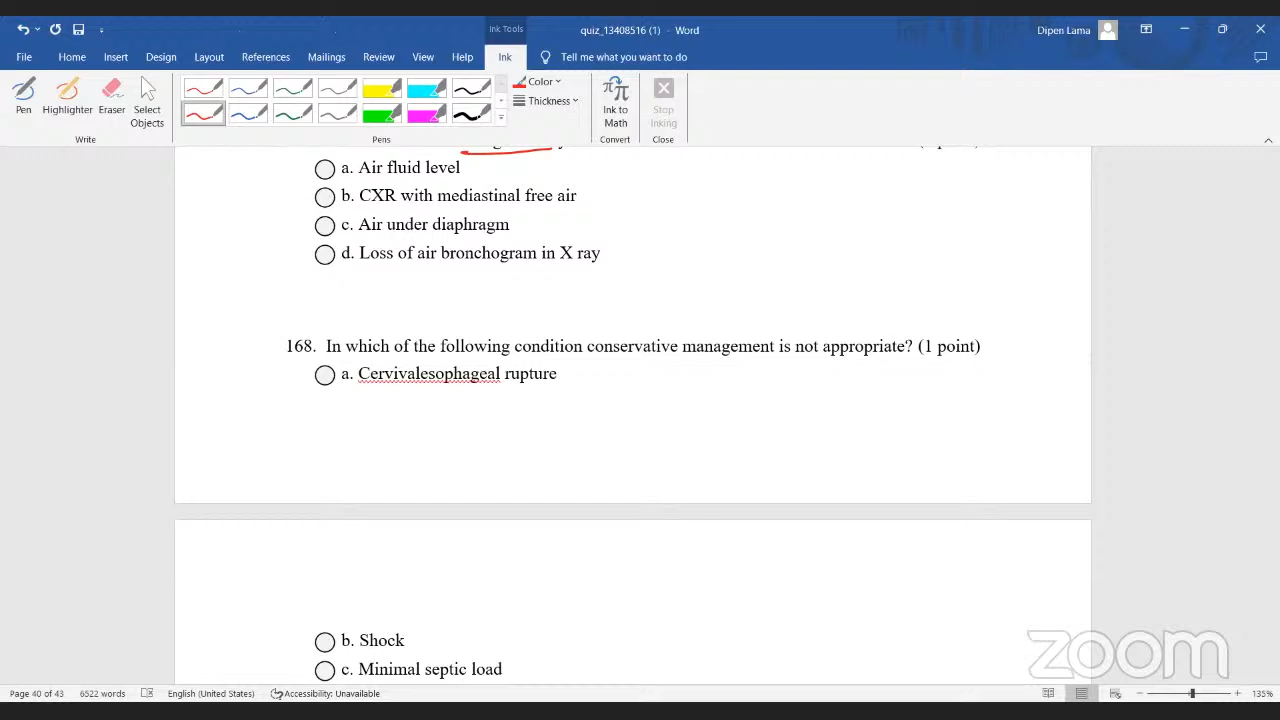 Ink Tools
quiz_13408516 (1) - Word
Dipen Lama
File Home Insert Design Layout References Mailings Review View Help Ink Tell me what you want to do
Pen Highlighter Eraser Select Objects
Color
Thickness
Ink to Math
Stop Inking
Write Pens Convert Close
a. Air fluid level
b. CXR with mediastinal free air
c. Air under diaphragm
d. Loss of air bronchogram in X ray
168. In which of the following condition conservative management is not appropriate? (1 point)
a. Cervivalesophageal rupture
b. Shock
c. Minimal septic load
zoom
Page 40 of 43 6522 words English (United States) Accessibility: Unavailable 135%